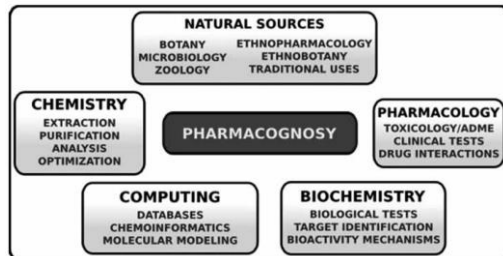 NATURAL SOURCES
BOTANY ETHNOPHARMACOLOGY
MICROBIOLOGY ETHNOBOTANY
ZOOLOGY TRADITIONAL USES
CHEMISTRY
EXTRACTION
PURIFICATION
ANALYSIS
OPTIMIZATION
PHARMACOGNOSY
PHARMACOLOGY
TOXICOLOGY/ADME
CLINICAL TESTS
DRUG INTERACTIONS
COMPUTING
DATABASES
CHEMOINFORMATICS
MOLECULAR MODELING
BIOCHEMISTRY
BIOLOGICAL TESTS
TARGET IDENTIFICATION
BIOACTIVITY MECHANISMS